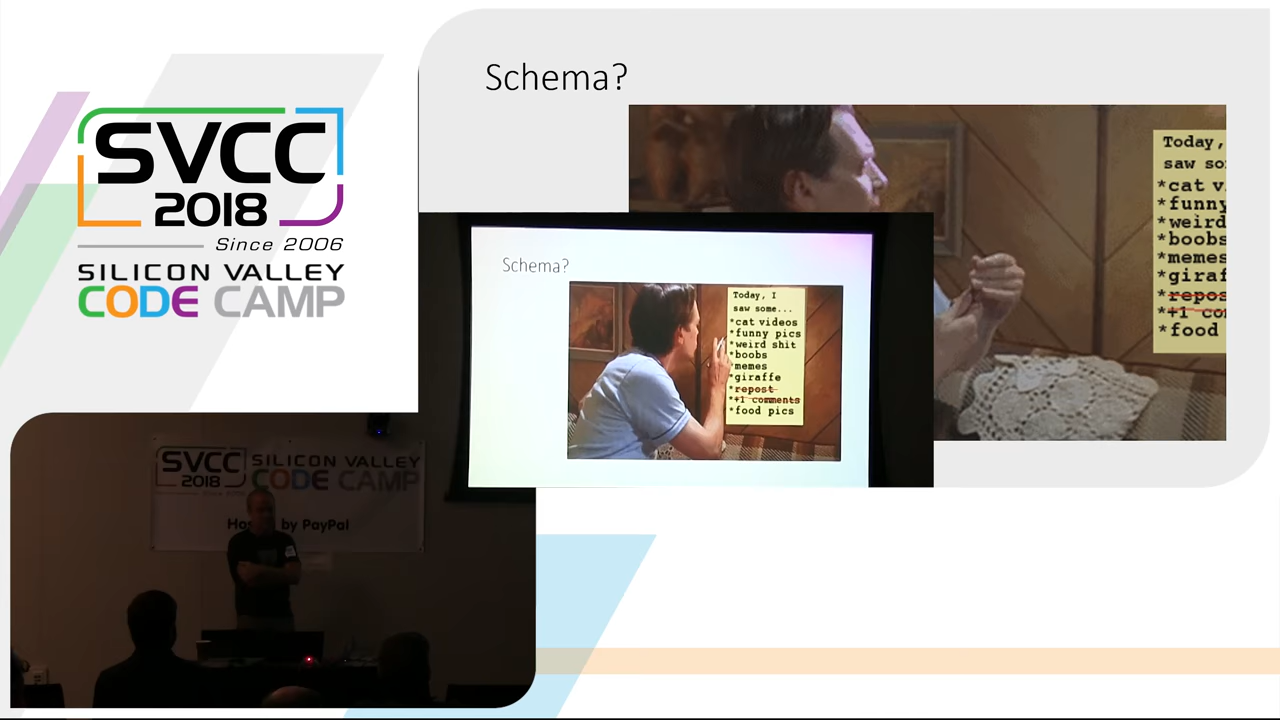 SVCC
2018
Since 2006
SILICON VALLEY
CODE CAMP
Schema?
Today,
saw so
*cat v
*funny
*weird
*boobs
*memes
*giraf
*repos
*+1 co
*food
Schema?
Today, I
saw some...
*cat videos
*funny pics
*weird shit
*boobs
*memes
*giraffe
*repost
*+1 comments
*food pics
SVCC
2018
SILICON VALLEY
CODE CAMP
by PayPal